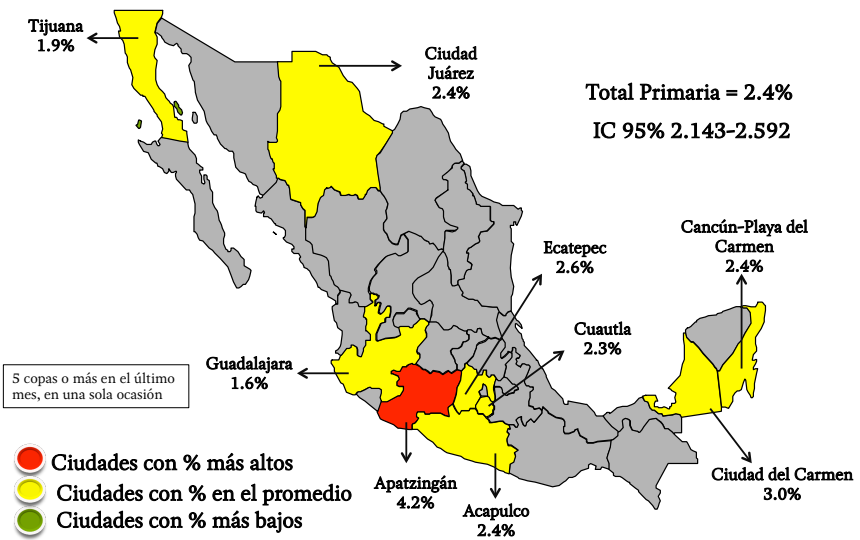 Tijuana
1.9%
Ciudad
Juárez
2.4%
Total Primaria = 2.4%
IC 95% 2.143-2.592
Cancún-Playa del
Carmen
2.4%
Ecatepec
2.6%
Cuautla
2.3%
Guadalajara
1.6%
5 copas o más en el último
mes, en una sola ocasión
Ciudades con % más altos
Ciudades con % en el promedio
Ciudades con % más bajos
Apatzingán
4.2%
Acapulco
2.4%
Ciudad del Carmen
3.0%